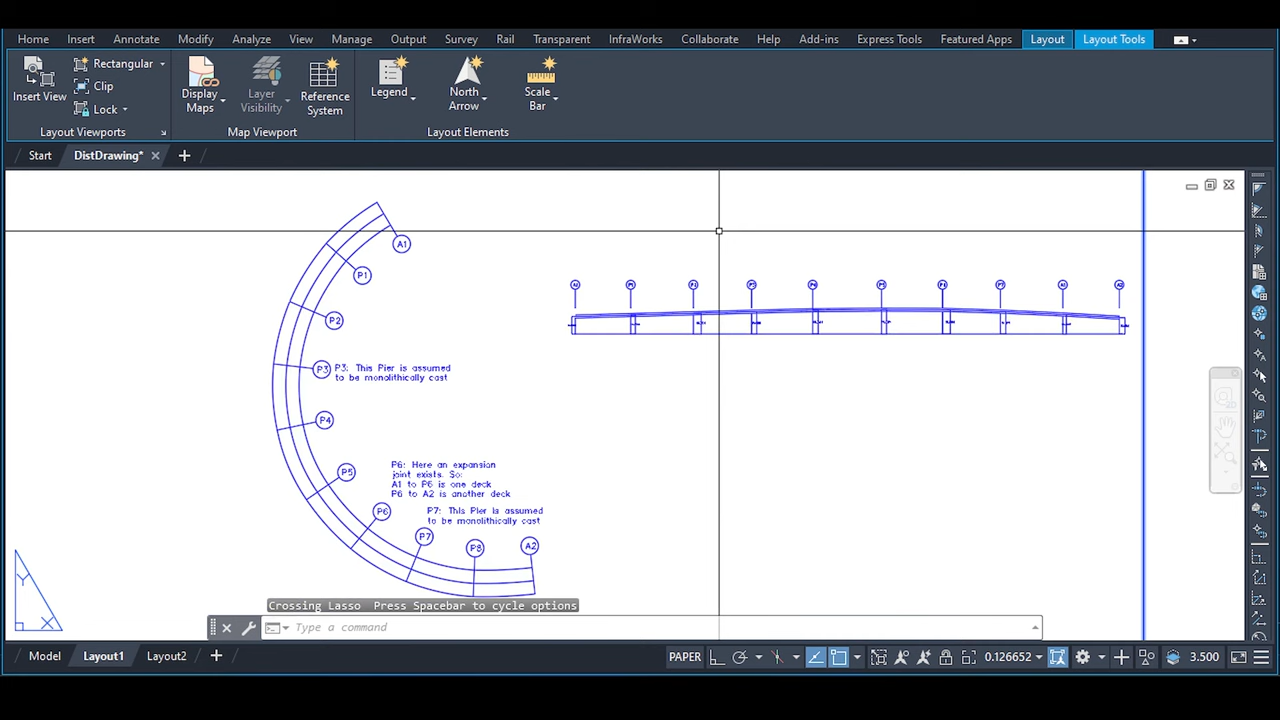 Home Insert Annotate Modify Analyze View Manage Output Survey Rail Transparent InfraWorks Collaborate Help Add-ins Express Tools Featured Apps Layout Layout Tools
Insert View
Rectangular
Clip
Lock
Display Maps
Layer Visibility
Reference System
Legend
North Arrow
Scale Bar
Layout Viewports
Map Viewport
Layout Elements
Start
DistDrawing*
A1
P1
P2
P3
P3: This Pier is assumed
to be monolithically cast
P4
P5
P6: Here an expansion
joint exists. So:
A1 to P6 is one deck
P6 to A2 is another deck
P6
P7: This Pier is assumed
to be monolithically cast
P7
P8
A2
Y
X
Crossing Lasso Press Spacebar to cycle options
Type a command
Model
Layout1
Layout2
PAPER
0.126652
3.500